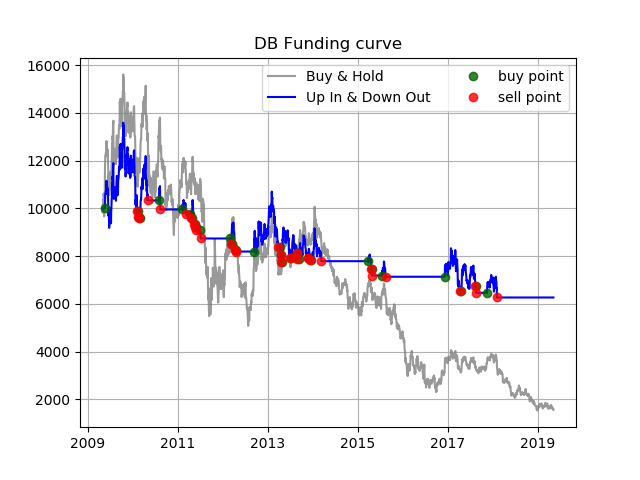 DB Funding curve
16000
14000
12000
10000
8000
6000
4000
2000
Buy & Hold
Up In & Down Out
buy point
sell point
2009 2011 2013 2015 2017 2019